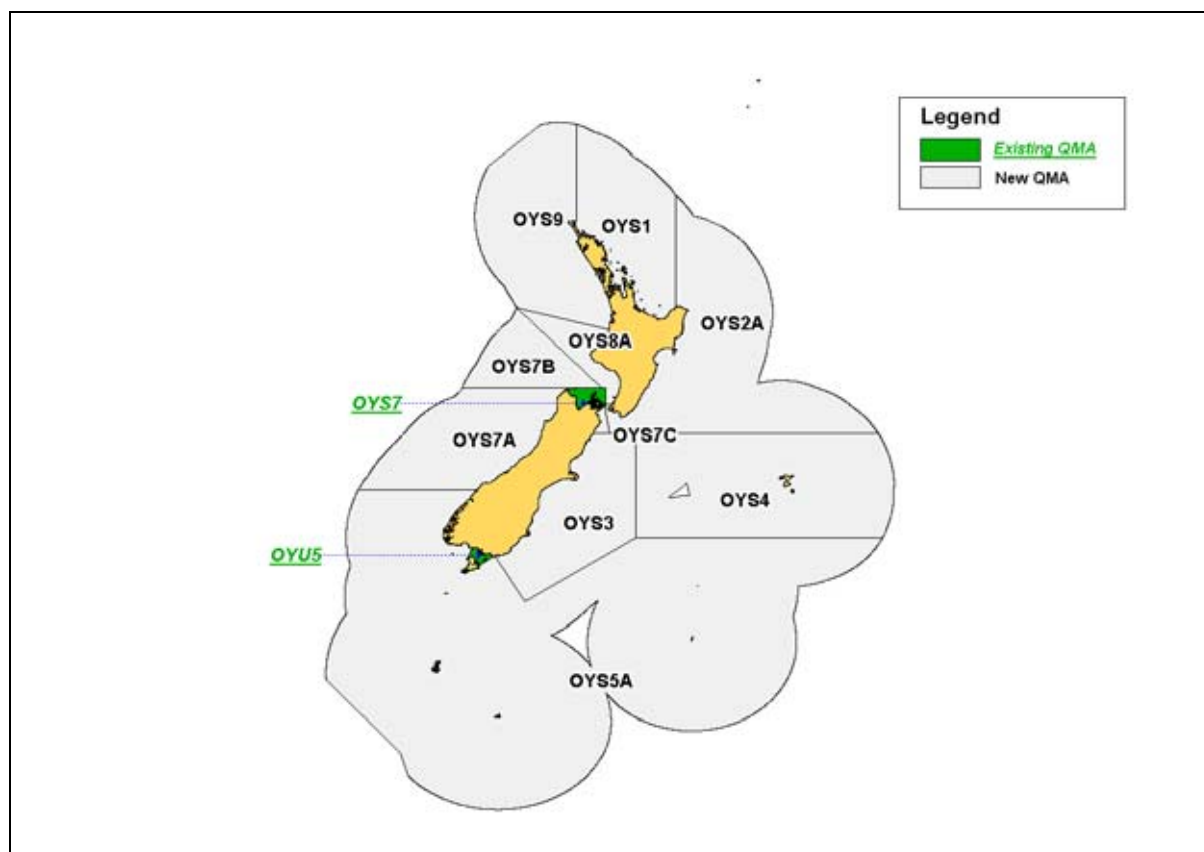 Legend
Existing QMA
New QMA
OYS9
OYS1
OYS2A
OYS8A
OYS7B
OYS7
OYS7A
OYS7C
OYS4
OYS3
OYU5
OYS5A